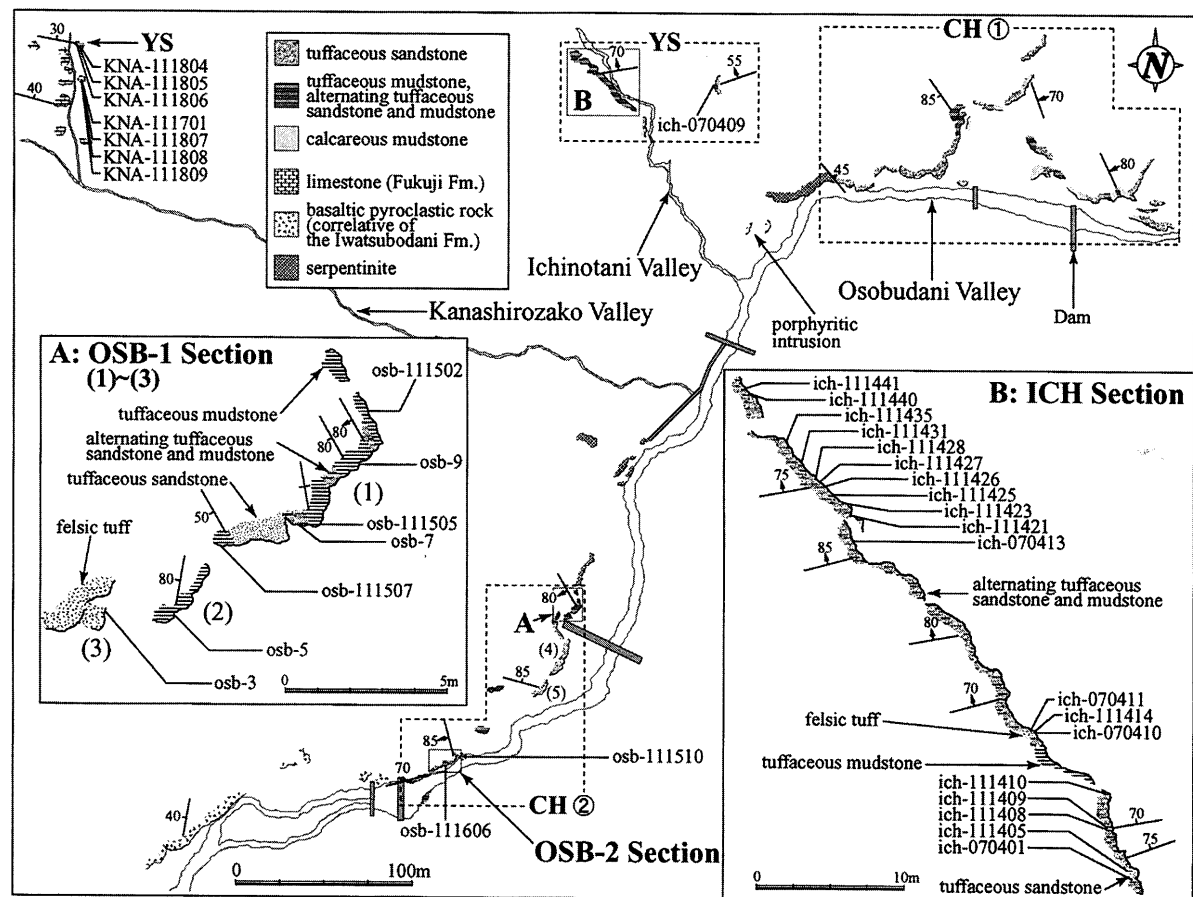 30
YS
KNA-111804
KNA-111805
KNA-111806
40
KNA-111701
KNA-111807
KNA-111808
KNA-111809
tuffaceous sandstone
tuffaceous mudstone,
alternating tuffaceous
sandstone and mudstone
calcareous mudstone
limestone (Fukuji Fm.)
basaltic pyroclastic rock
(correlative of
the Iwatsubodani Fm.)
serpentinite
YS
70
55
B
ich-070409
CH ①
N
85
70
80
45
Ichinotani Valley
Osobudani Valley
porphyritic
intrusion
Dam
Kanashirozako Valley
A: OSB-1 Section
(1)~(3)
osb-111502
tuffaceous mudstone
80
80
alternating tuffaceous
sandstone and mudstone
osb-9
tuffaceous sandstone
(1)
50
felsic tuff
osb-111505
osb-7
80
osb-111507
(2)
(3)
osb-5
osb-3
0
5m
80
A
(4)
85
(5)
85
osb-111510
70
CH ②
40
osb-111606
OSB-2 Section
0
100m
B: ICH Section
ich-111441
ich-111440
ich-111435
ich-111431
ich-111428
ich-111427
ich-111426
75
ich-111425
ich-111423
ich-111421
ich-070413
85
alternating tuffaceous
sandstone and mudstone
80
70
ich-070411
ich-111414
felsic tuff
ich-070410
tuffaceous mudstone
ich-111410
ich-111409
ich-111408
70
ich-111405
75
ich-070401
0
10m
tuffaceous sandstone